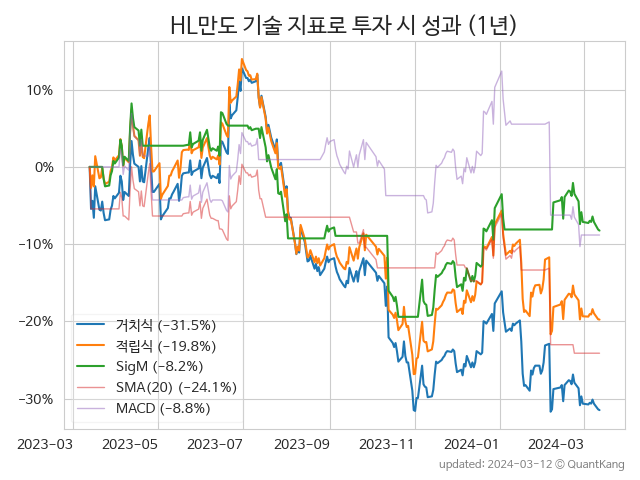 HL만도 기술 지표로 투자 시 성과 (1년)
10%
0%
−10%
−20%
−30%
거치식 (−31.5%)
적립식 (−19.8%)
SigM (−8.2%)
SMA(20) (−24.1%)
MACD (−8.8%)
2023-03 2023-05 2023-07 2023-09 2023-11 2024-01 2024-03
updated: 2024-03-12 © QuantKang